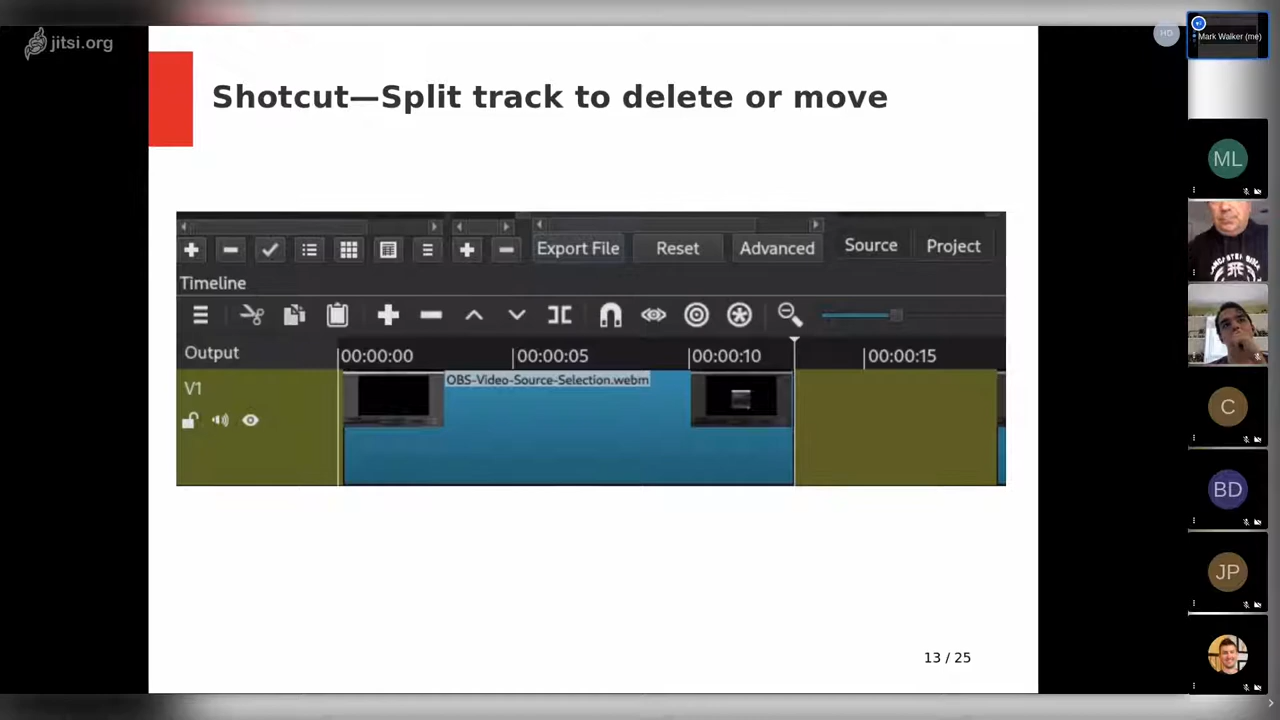 jitsi.org
HD
Mark Walker (me)
Shotcut—Split track to delete or move
ML
Export File
Reset
Advanced
Source
Project
Timeline
Output
00:00:00
00:00:05
00:00:10
00:00:15
V1
OBS-Video-Source-Selection.webm
C
BD
JP
13 / 25